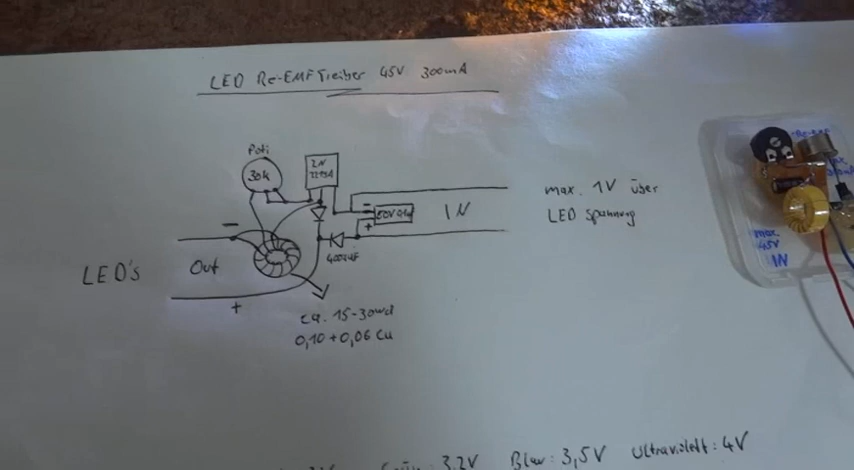 LED Re-EMF Treiber 45V 300mA
Poti
30k
2N
IN
max. 1V über
LED Spannung
LED's
Out
−
+
−
+
ca. 15-30wd
0,10 + 0,06 Cu
max
45V
IN
3,2V Blau: 3,5V Ultraviolett: 4V